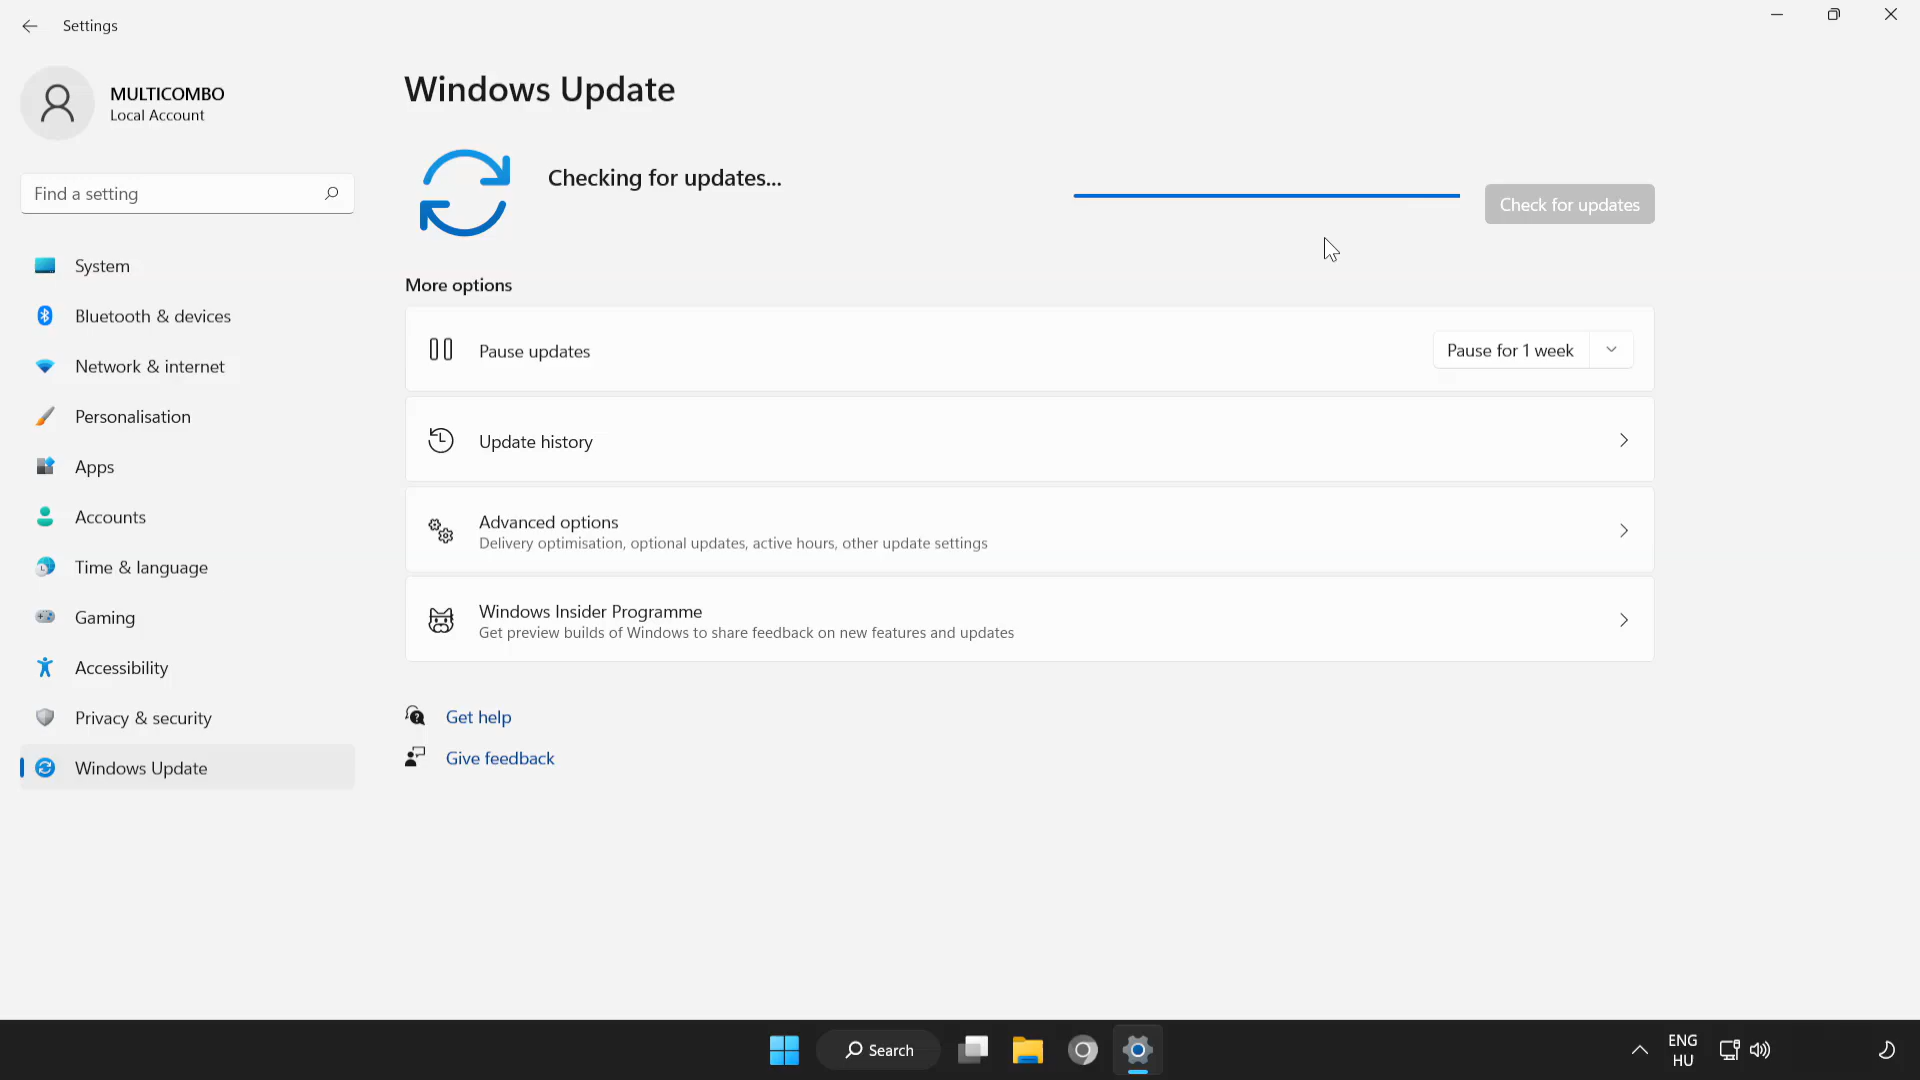 Settings
MULTICOMBO
Local Account
Find a setting
System
Bluetooth & devices
Network & internet
Personalisation
Apps
Accounts
Time & language
Gaming
Accessibility
Privacy & security
Windows Update
Windows Update
Checking for updates...
Check for updates
More options
Pause updates
Pause for 1 week
Update history
Advanced options
Delivery optimisation, optional updates, active hours, other update settings
Windows Insider Programme
Get preview builds of Windows to share feedback on new features and updates
Get help
Give feedback
Search
ENG
HU